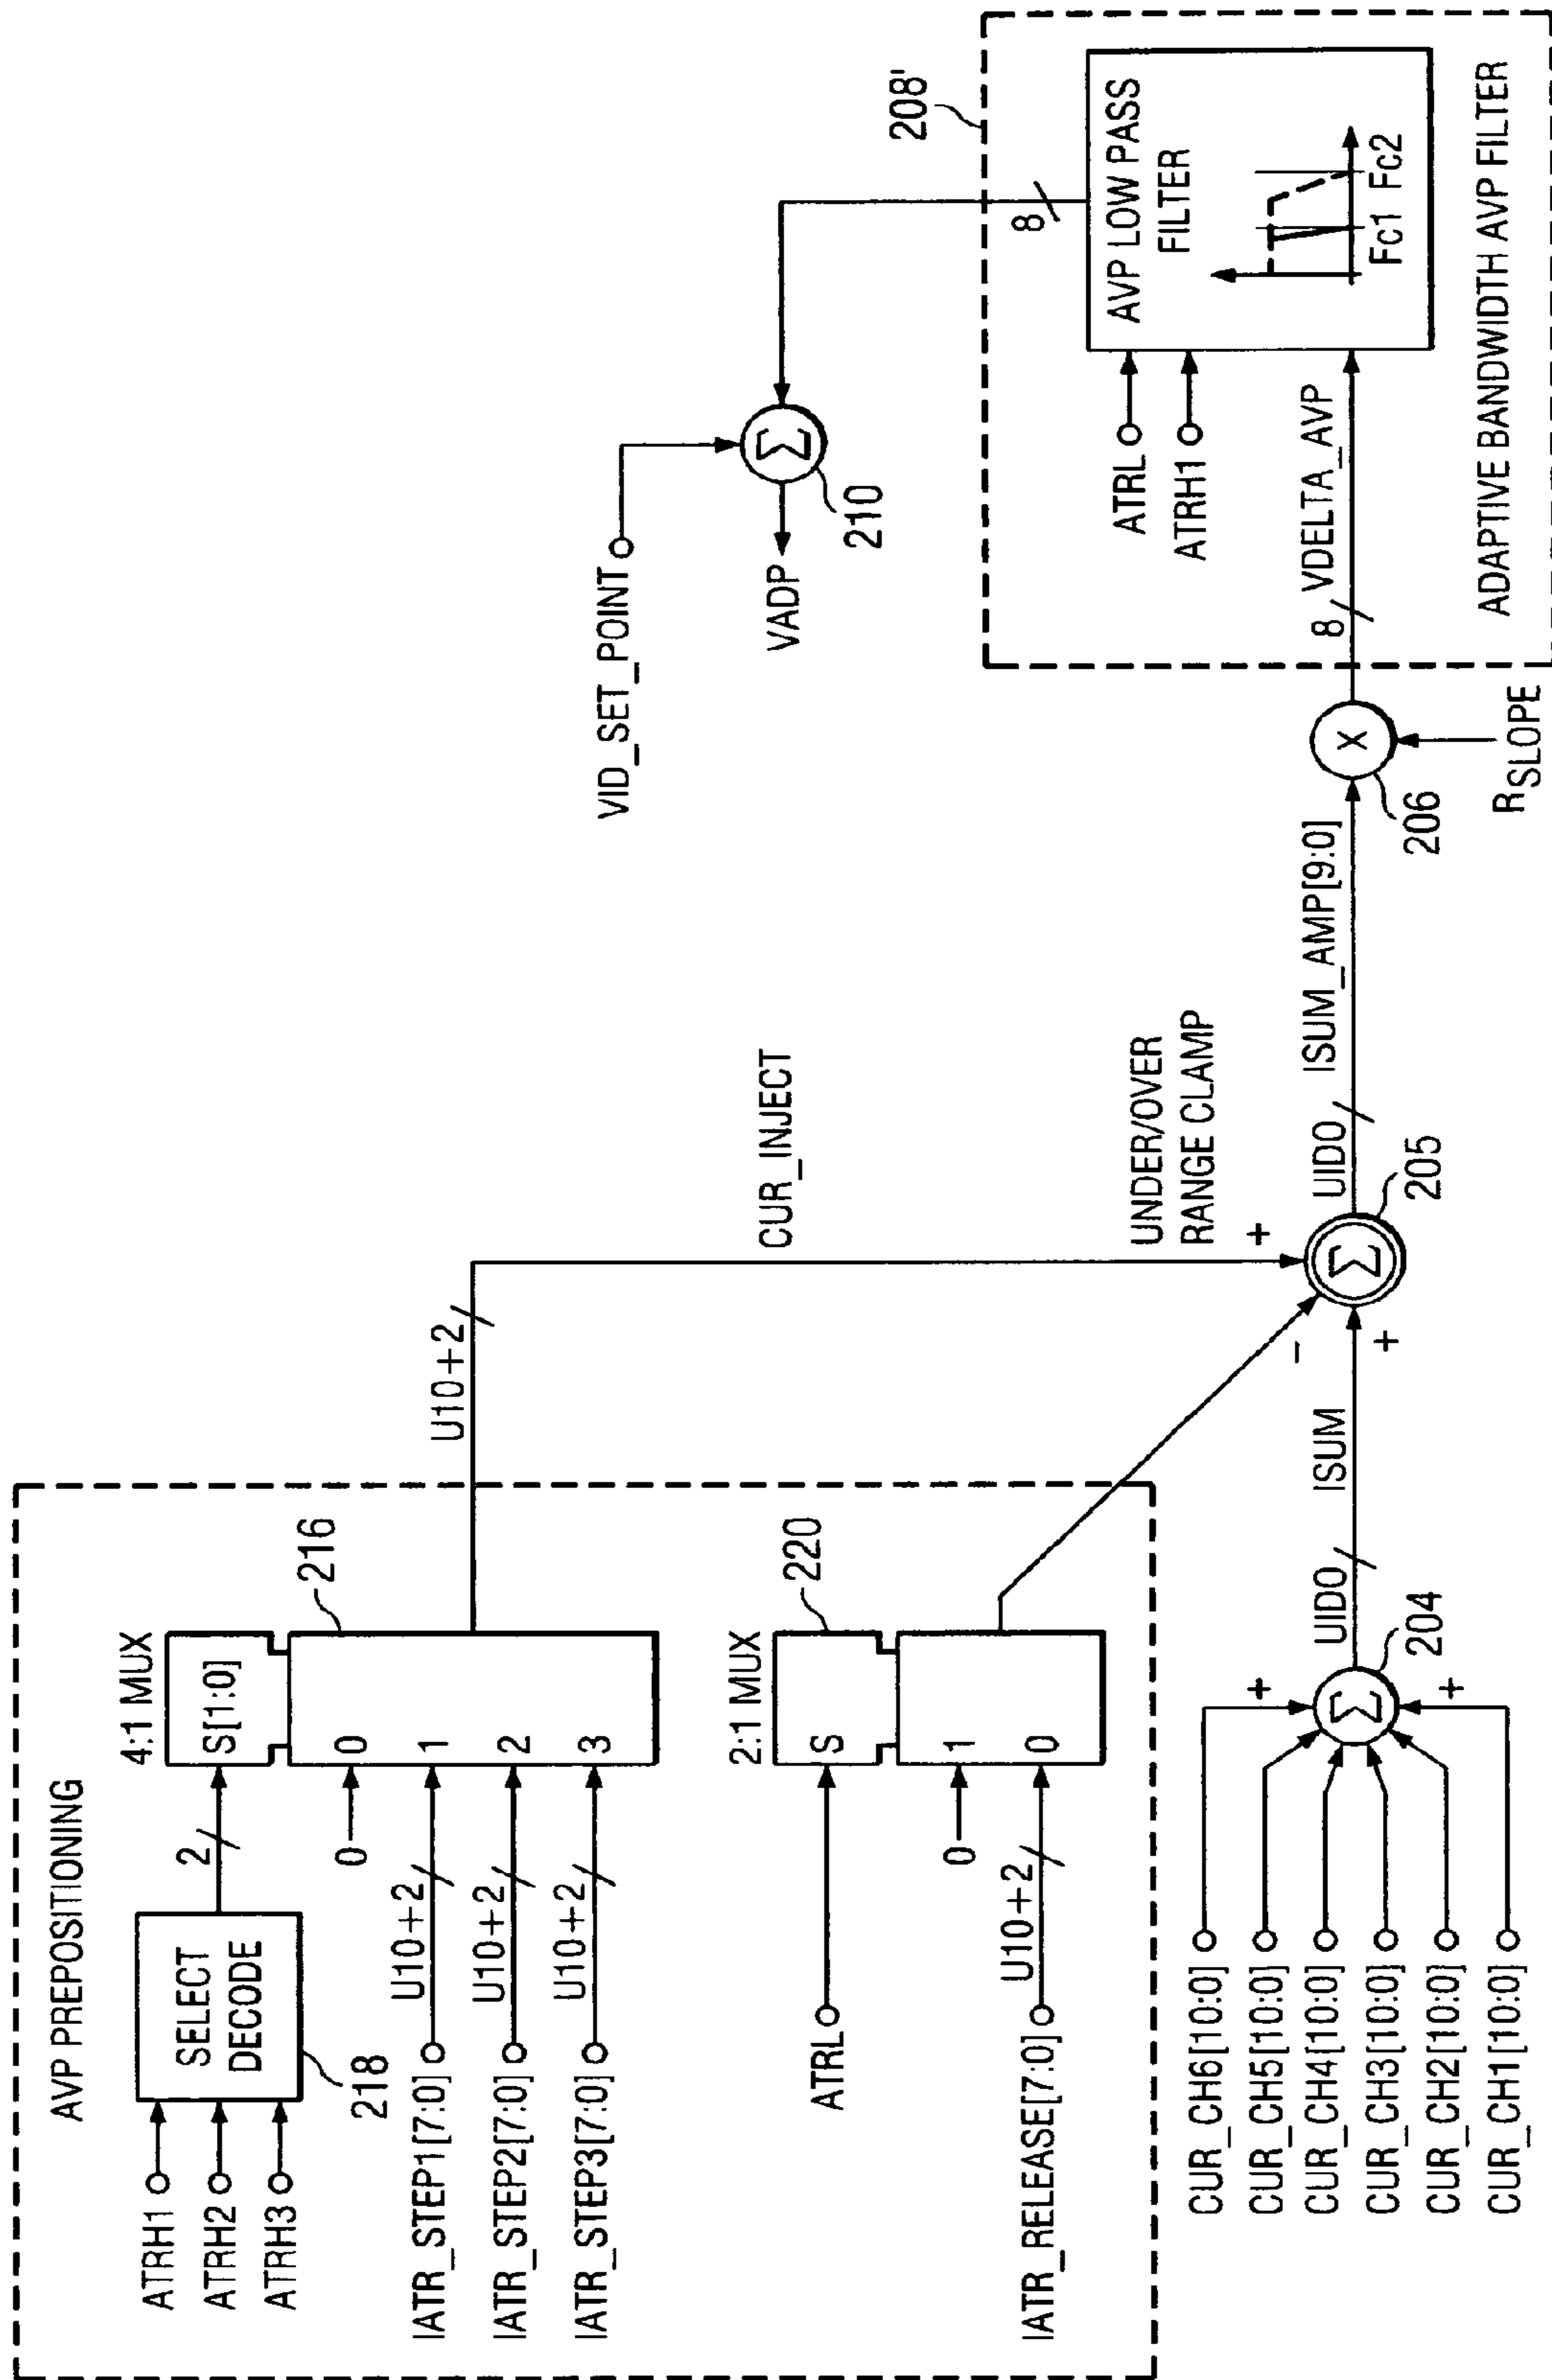 AVP PREPOSITIONING
ATRH1
ATRH2
ATRH3
SELECT
DECODE
218
2
4:1 MUX
S[1:0]
216
0
0
1
2
3
IATR_STEP1[7:0]
U10+2
IATR_STEP2[7:0]
U10+2
IATR_STEP3[7:0]
U10+2
U10+2
CUR_INJECT
2:1 MUX
220
ATRL
S
0
1
0
IATR_RELEASE[7:0]
U10+2
UNDER/OVER
RANGE CLAMP
CUR_CH6[10:0]
CUR_CH5[10:0]
CUR_CH4[10:0]
CUR_CH3[10:0]
CUR_CH2[10:0]
CUR_CH1[10:0]
+
+
Σ
204
UID0
ISUM
+
-
+
Σ
205
UID0
ISUM_AMP[9:0]
X
206
RSLOPE
8
VDELTA_AVP
VID_SET_POINT
Σ
210
VADP
208'
8
ATRL
ATRH1
AVP LOW PASS
FILTER
Fc1 Fc2
ADAPTIVE BANDWIDTH AVP FILTER